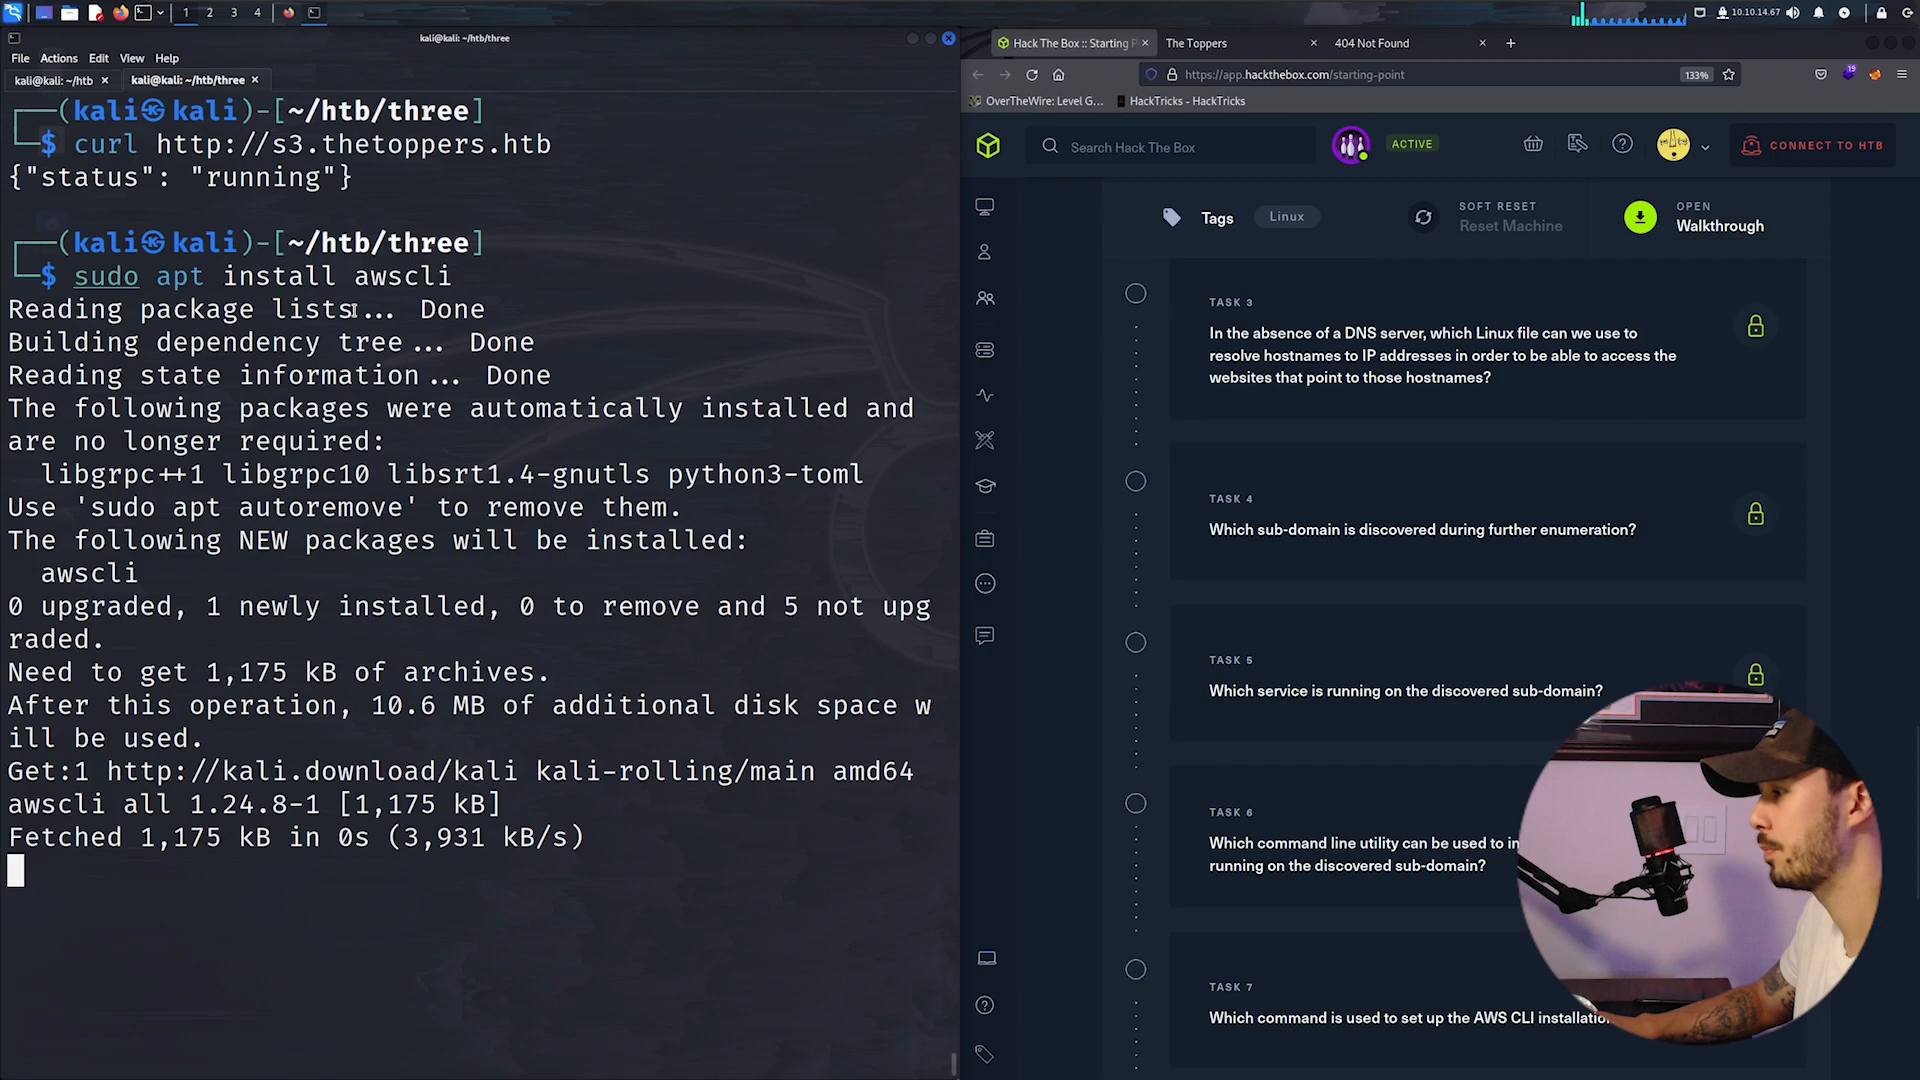 1 2 3 4
10.10.14.67
kali@kali: ~/htb/three
File Actions Edit View Help
kali@kali: ~/htb × kali@kali: ~/htb/three ×
┌──(kali㉿kali)-[~/htb/three]
└─$ curl http://s3.thetoppers.htb
{"status": "running"}
┌──(kali㉿kali)-[~/htb/three]
└─$ sudo apt install awscli
Reading package lists... Done
Building dependency tree... Done
Reading state information... Done
The following packages were automatically installed and
are no longer required:
libgrpc++1 libgrpc10 libsrt1.4-gnutls python3-toml
Use 'sudo apt autoremove' to remove them.
The following NEW packages will be installed:
awscli
0 upgraded, 1 newly installed, 0 to remove and 5 not upg
raded.
Need to get 1,175 kB of archives.
After this operation, 10.6 MB of additional disk space w
ill be used.
Get:1 http://kali.download/kali kali-rolling/main amd64
awscli all 1.24.8-1 [1,175 kB]
Fetched 1,175 kB in 0s (3,931 kB/s)
Hack The Box :: Starting P × The Toppers × 404 Not Found × +
https://app.hackthebox.com/starting-point 133% 19
OverTheWire: Level G... HackTricks - HackTricks
Search Hack The Box ACTIVE CONNECT TO HTB
Tags Linux
SOFT RESET
Reset Machine
OPEN
Walkthrough
TASK 3
In the absence of a DNS server, which Linux file can we use to
resolve hostnames to IP addresses in order to be able to access the
websites that point to those hostnames?
TASK 4
Which sub-domain is discovered during further enumeration?
TASK 5
Which service is running on the discovered sub-domain?
TASK 6
Which command line utility can be used to in
running on the discovered sub-domain?
TASK 7
Which command is used to set up the AWS CLI installatio